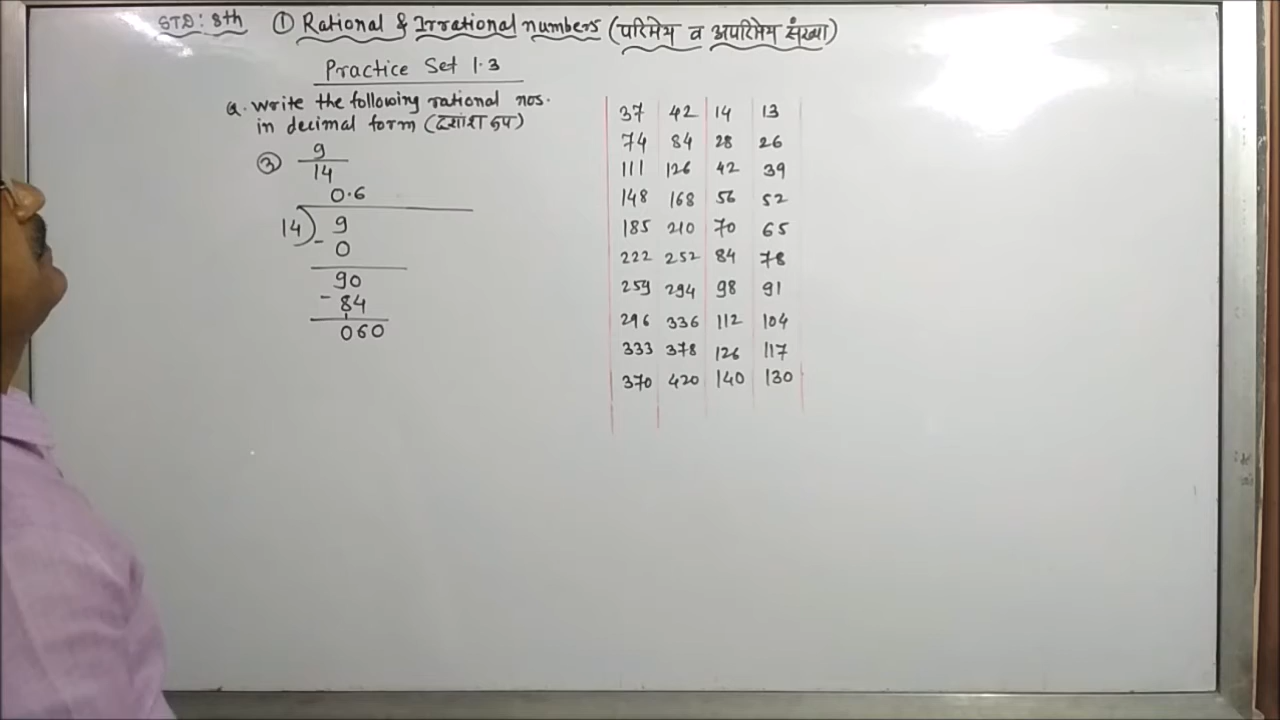 STD: 8th ① Rational & Irrational numbers (परिमेय व अपरिमेय संख्या)
Practice Set 1.3
Q. Write the following rational nos.
in decimal form (दशांश रुप)
③ 9
14
0.6
14) 9
- 0
90
- 84
060
37 42 14 13
74 84 28 26
111 126 42 39
148 168 56 52
185 210 70 65
222 252 84 78
259 294 98 91
296 336 112 104
333 378 126 117
370 420 140 130